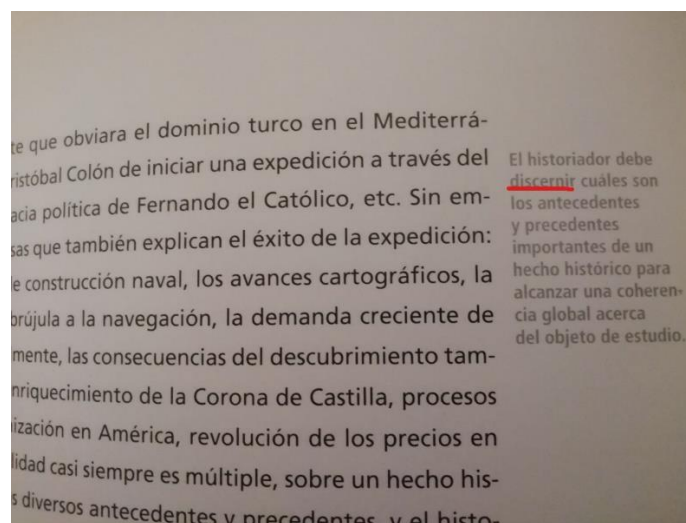 te que obviara el dominio turco en el Mediterrá-
ristóbal Colón de iniciar una expedición a través del
acia política de Fernando el Católico, etc. Sin em-
sas que también explican el éxito de la expedición:
e construcción naval, los avances cartográficos, la
brújula a la navegación, la demanda creciente de
mente, las consecuencias del descubrimiento tam-
nriquecimiento de la Corona de Castilla, procesos
ización en América, revolución de los precios en
lidad casi siempre es múltiple, sobre un hecho his-
s diversos antecedentes y precedentes, y el histo-
El historiador debe
discernir cuáles son
los antecedentes
y precedentes
importantes de un
hecho histórico para
alcanzar una coheren-
cia global acerca
del objeto de estudio.